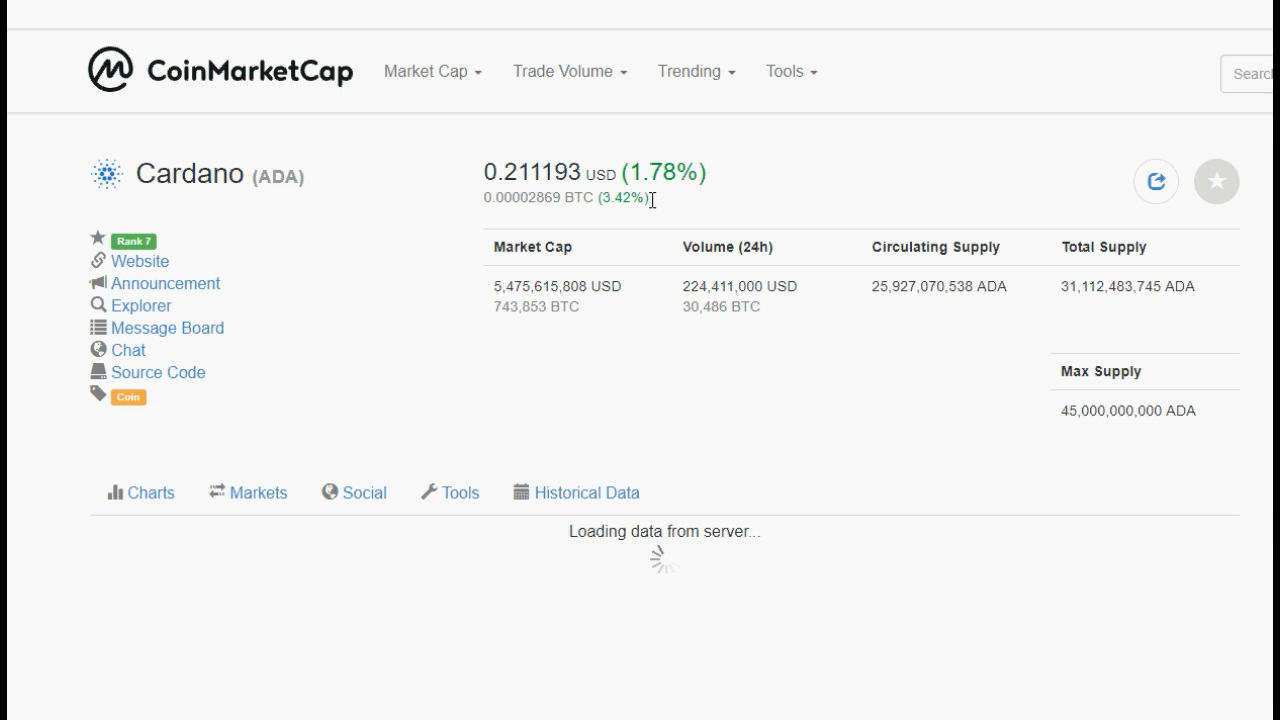 CoinMarketCap Market Cap Trade Volume Trending Tools Searc
Cardano (ADA)
0.211193 USD (1.78%)
0.00002869 BTC (3.42%)
Rank 7
Website
Announcement
Explorer
Message Board
Chat
Source Code
Coin
Market Cap Volume (24h) Circulating Supply Total Supply
5,475,615,808 USD 224,411,000 USD 25,927,070,538 ADA 31,112,483,745 ADA
743,853 BTC 30,486 BTC
Max Supply
45,000,000,000 ADA
Charts Markets Social Tools Historical Data
Loading data from server...